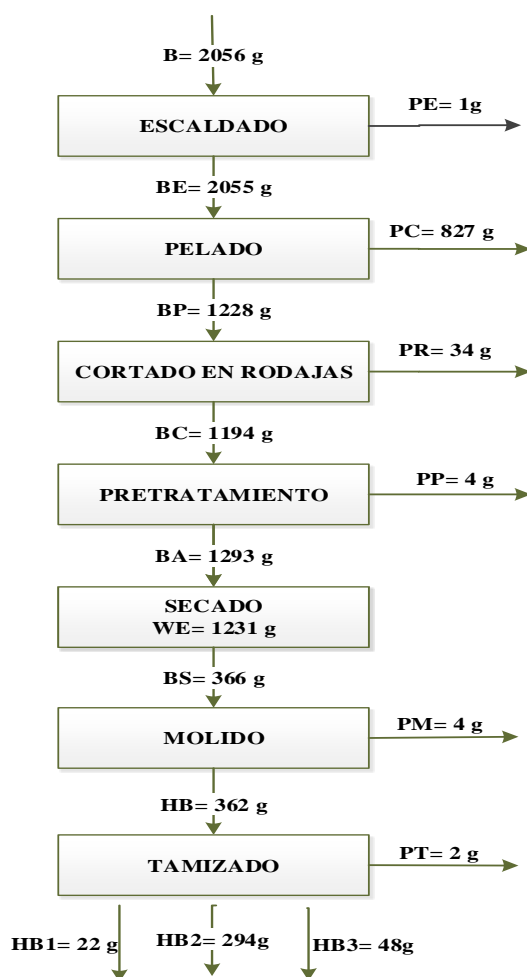 B= 2056 g
ESCALDADO
PE= 1g
BE= 2055 g
PELADO
PC= 827 g
BP= 1228 g
CORTADO EN RODAJAS
PR= 34 g
BC= 1194 g
PRETRATAMIENTO
PP= 4 g
BA= 1293 g
SECADO
WE= 1231 g
BS= 366 g
MOLIDO
PM= 4 g
HB= 362 g
TAMIZADO
PT= 2 g
HB1= 22 g
HB2= 294g
HB3= 48g